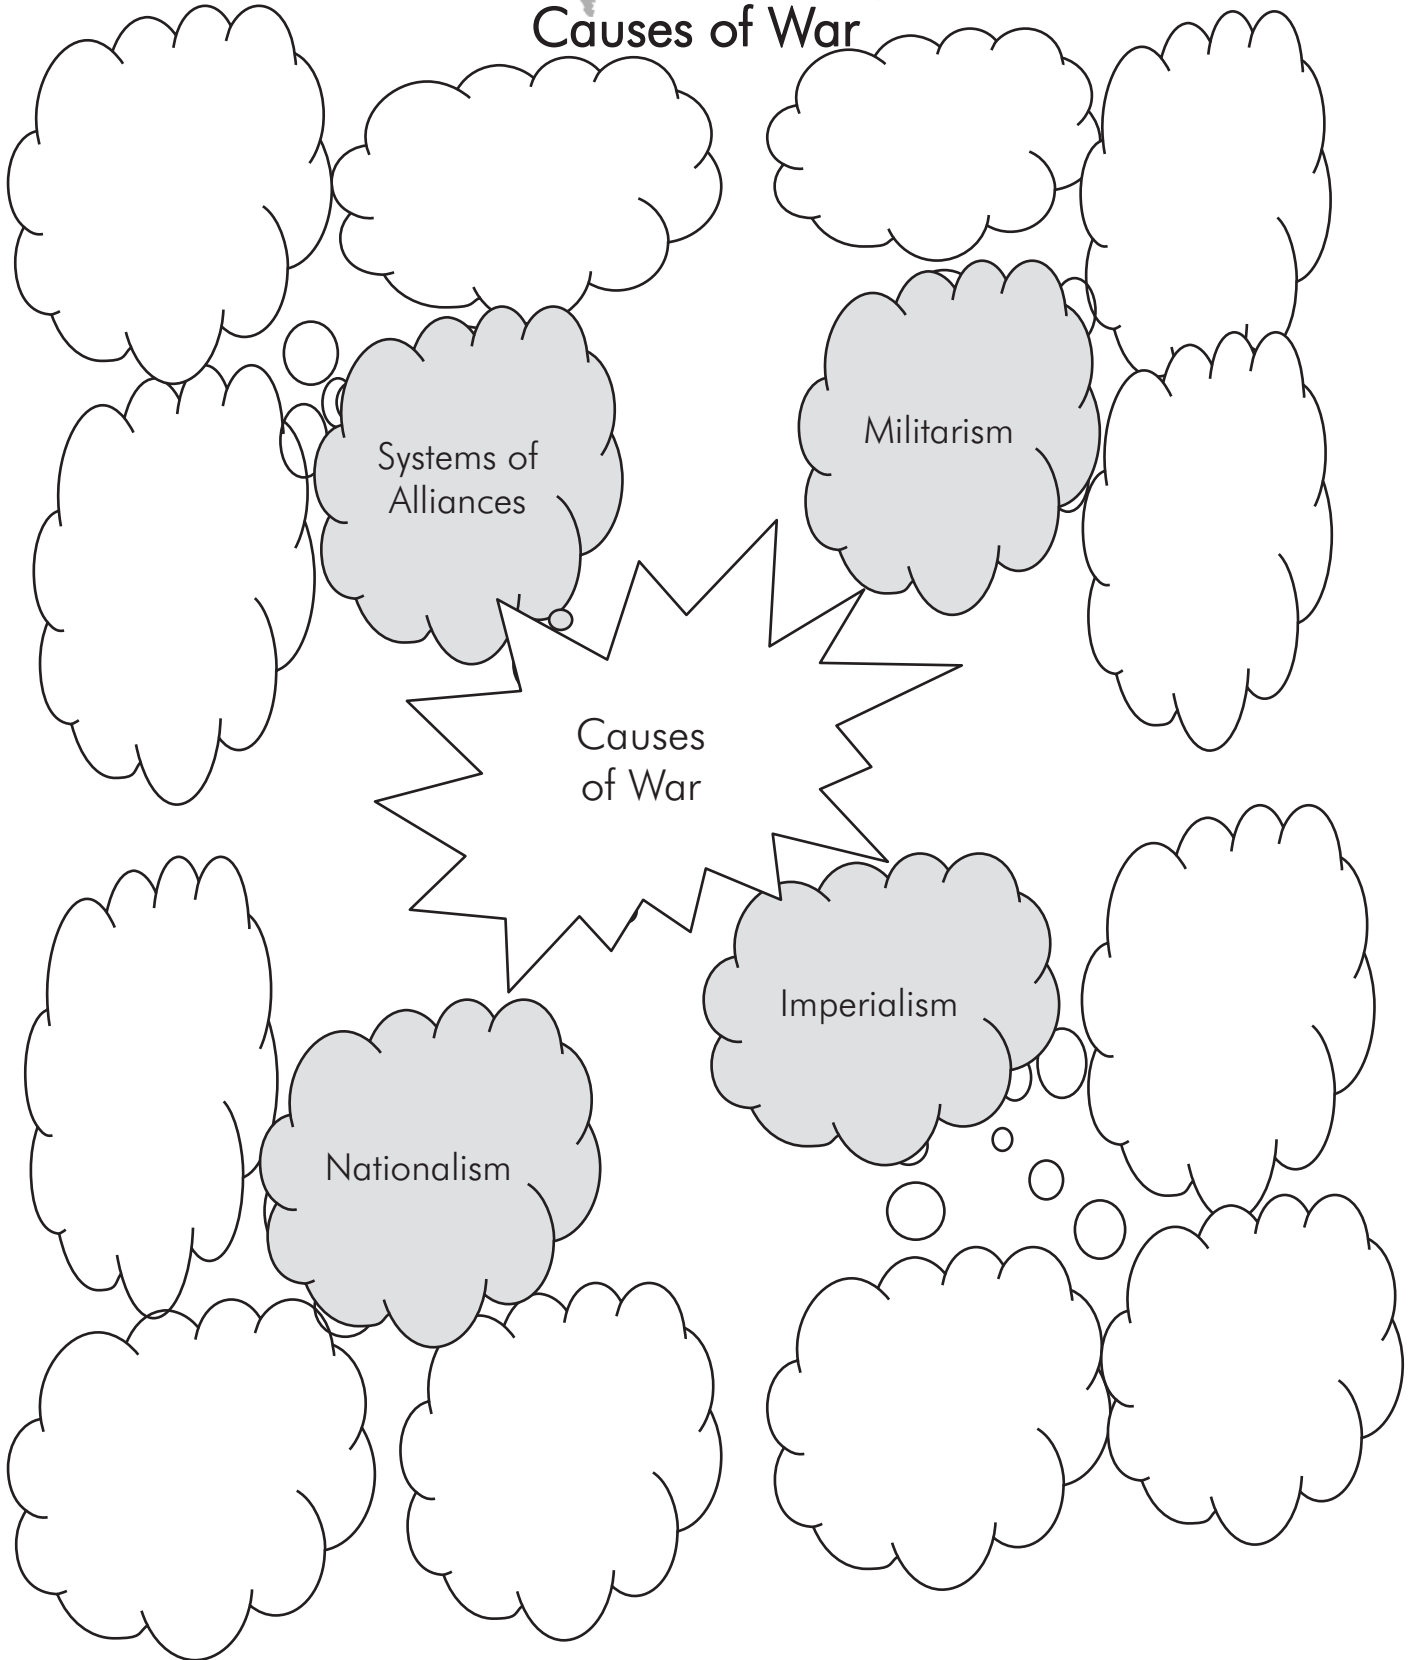 Causes of War
Systems of
Alliances
Militarism
Causes
of War
Imperialism
Nationalism